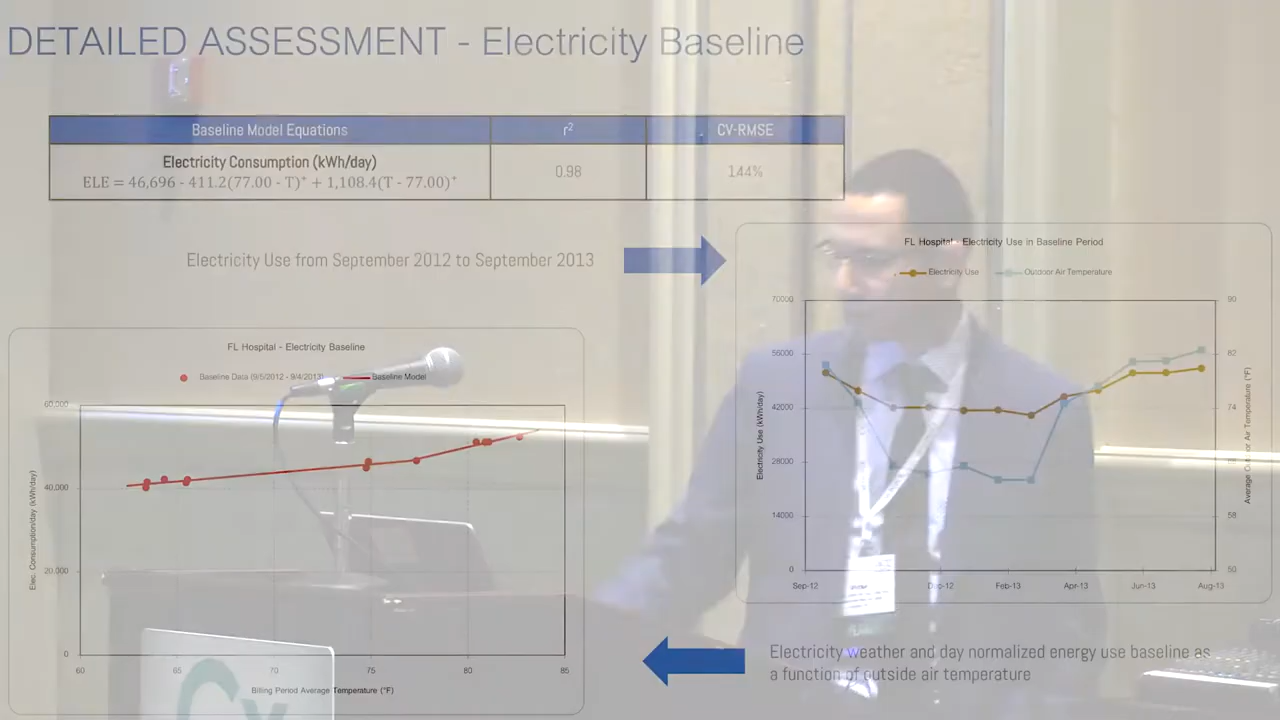 DETAILED ASSESSMENT - Electricity Baseline
Baseline Model Equations r² CV-RMSE
Electricity Consumption (kWh/day)
ELE = 46,696 - 411.2(77.00 - T)⁺ + 1,108.4(T - 77.00)⁺ 0.98 1.44%
Electricity Use from September 2012 to September 2013
FL Hospital - Electricity Use in Baseline Period
Electricity Use Outdoor Air Temperature
70000
56000
42000
28000
14000
0
90
82
74
58
50
Electricity Use (kWh/day)
Average Outdoor Air Temperature (°F)
Sep-12 Dec-12 Feb-13 Apr-13 Jun-13 Aug-13
FL Hospital - Electricity Baseline
Baseline Data (9/5/2012 - 9/4/2013) Baseline Model
60,000
40,000
20,000
0
Elec. Consumption/day (kWh/day)
60 65 70 75 80 85
Billing Period Average Temperature (°F)
Electricity weather and day normalized energy use baseline as
a function of outside air temperature